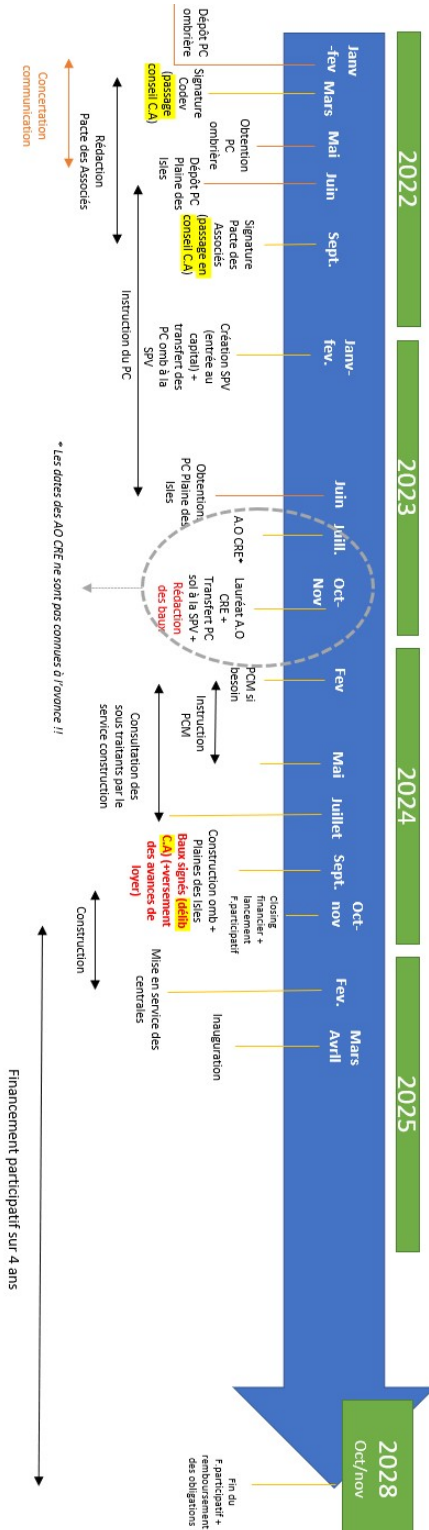 2022
2023
2024
2025
2028
Oct/nov
Janv
-fev
Mars
Mai
Juin
Sept.
Janv-
fev.
Juin
Juill.
Oct-
Nov
Fev
Mai
Juillet
Sept.
Oct-
nov
Fev.
Mars
Avril
Dépôt PC
ombrière
Signature
Codev
(passage
conseil C.A)
Obtention
PC
ombrière
Dépôt PC
Plaine des
Isles
Signature
Pacte des
Associés
(passage en
conseil C.A)
Création SPV
(entrée au
capital) +
transfert des
PC omb à la
SPV
Obtention
PC Plaine des
Isles
A.O CRE*
Lauréat A.O
CRE +
Transfert PC
sol à la SPV +
Rédaction
des baux
PCM si
besoin
Construction omb +
Plaines des Isles
Baux signés (délib
C.A) (+versement
des avances de
loyer)
Closing
financier +
lancement
F.participatif
Mise en service des
centrales
Inauguration
Fin du
F.participatif +
remboursement
des obligations
Concertation
communication
Rédaction
Pacte des Associés
Instruction du PC
Instruction
PCM
Consultation des
sous traitants par le
service construction
Construction
* Les dates des AO CRE ne sont pas connues à l'avance !!
Financement participatif sur 4 ans